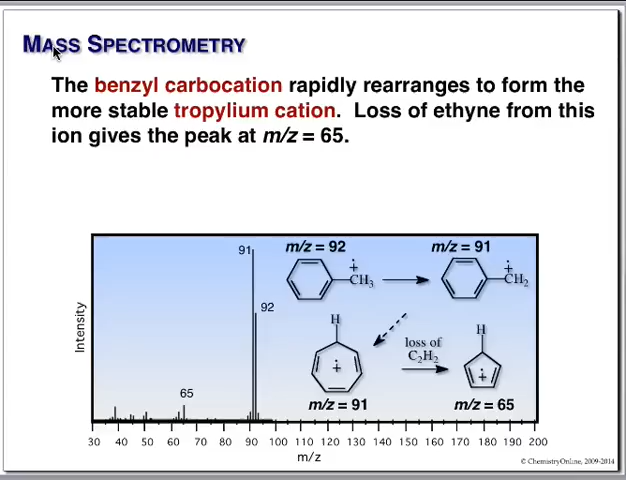 MASS SPECTROMETRY
The benzyl carbocation rapidly rearranges to form the
more stable tropylium cation. Loss of ethyne from this
ion gives the peak at m/z = 65.
91
m/z = 92
m/z = 91
·+
CH₃
·+
CH₂
92
Intensity
H
H
loss of
C₂H₂
·+
·+
65
m/z = 91
m/z = 65
30 40 50 60 70 80 90 100 110 120 130 140 150 160 170 180 190 200
m/z
© ChemistryOnline, 2009-2014